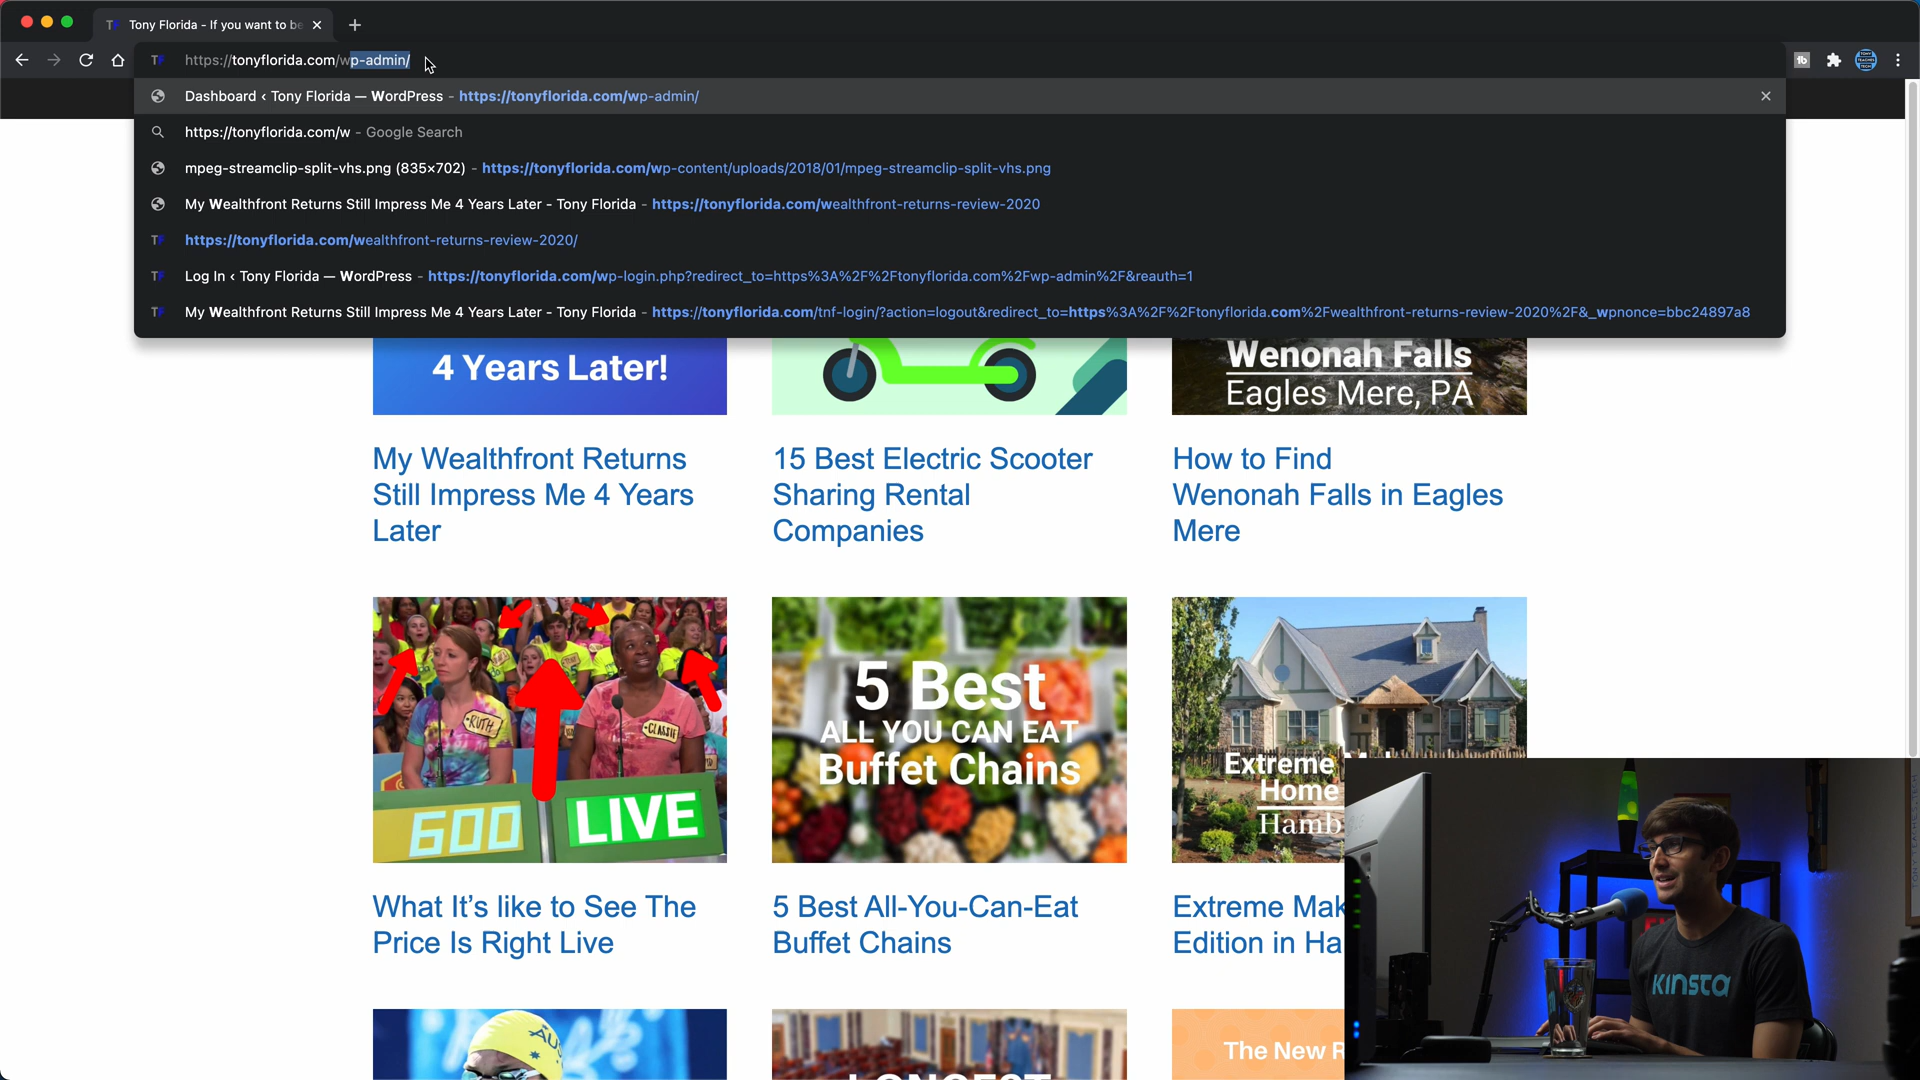 Tony Florida - If you want to be
https://tonyflorida.com/wp-admin/
Dashboard ‹ Tony Florida — WordPress - https://tonyflorida.com/wp-admin/
https://tonyflorida.com/w - Google Search
mpeg-streamclip-split-vhs.png (835×702) - https://tonyflorida.com/wp-content/uploads/2018/01/mpeg-streamclip-split-vhs.png
My Wealthfront Returns Still Impress Me 4 Years Later - Tony Florida - https://tonyflorida.com/wealthfront-returns-review-2020
https://tonyflorida.com/wealthfront-returns-review-2020/
Log In ‹ Tony Florida — WordPress - https://tonyflorida.com/wp-login.php?redirect_to=https%3A%2F%2Ftonyflorida.com%2Fwp-admin%2F&reauth=1
My Wealthfront Returns Still Impress Me 4 Years Later - Tony Florida - https://tonyflorida.com/tnf-login/?action=logout&redirect_to=https%3A%2F%2Ftonyflorida.com%2Fwealthfront-returns-review-2020%2F&_wpnonce=bbc24897a8
4 Years Later!
Wenonah Falls
Eagles Mere, PA
My Wealthfront Returns
Still Impress Me 4 Years
Later
15 Best Electric Scooter
Sharing Rental
Companies
How to Find
Wenonah Falls in Eagles
Mere
RUTH
CLASSIE
600
LIVE
5 Best
ALL YOU CAN EAT
Buffet Chains
Extreme
Home
Hamb
What It's like to See The
Price Is Right Live
5 Best All-You-Can-Eat
Buffet Chains
Extreme Mak
Edition in Ha
KINSTA
AUS
LONGEST
The New R